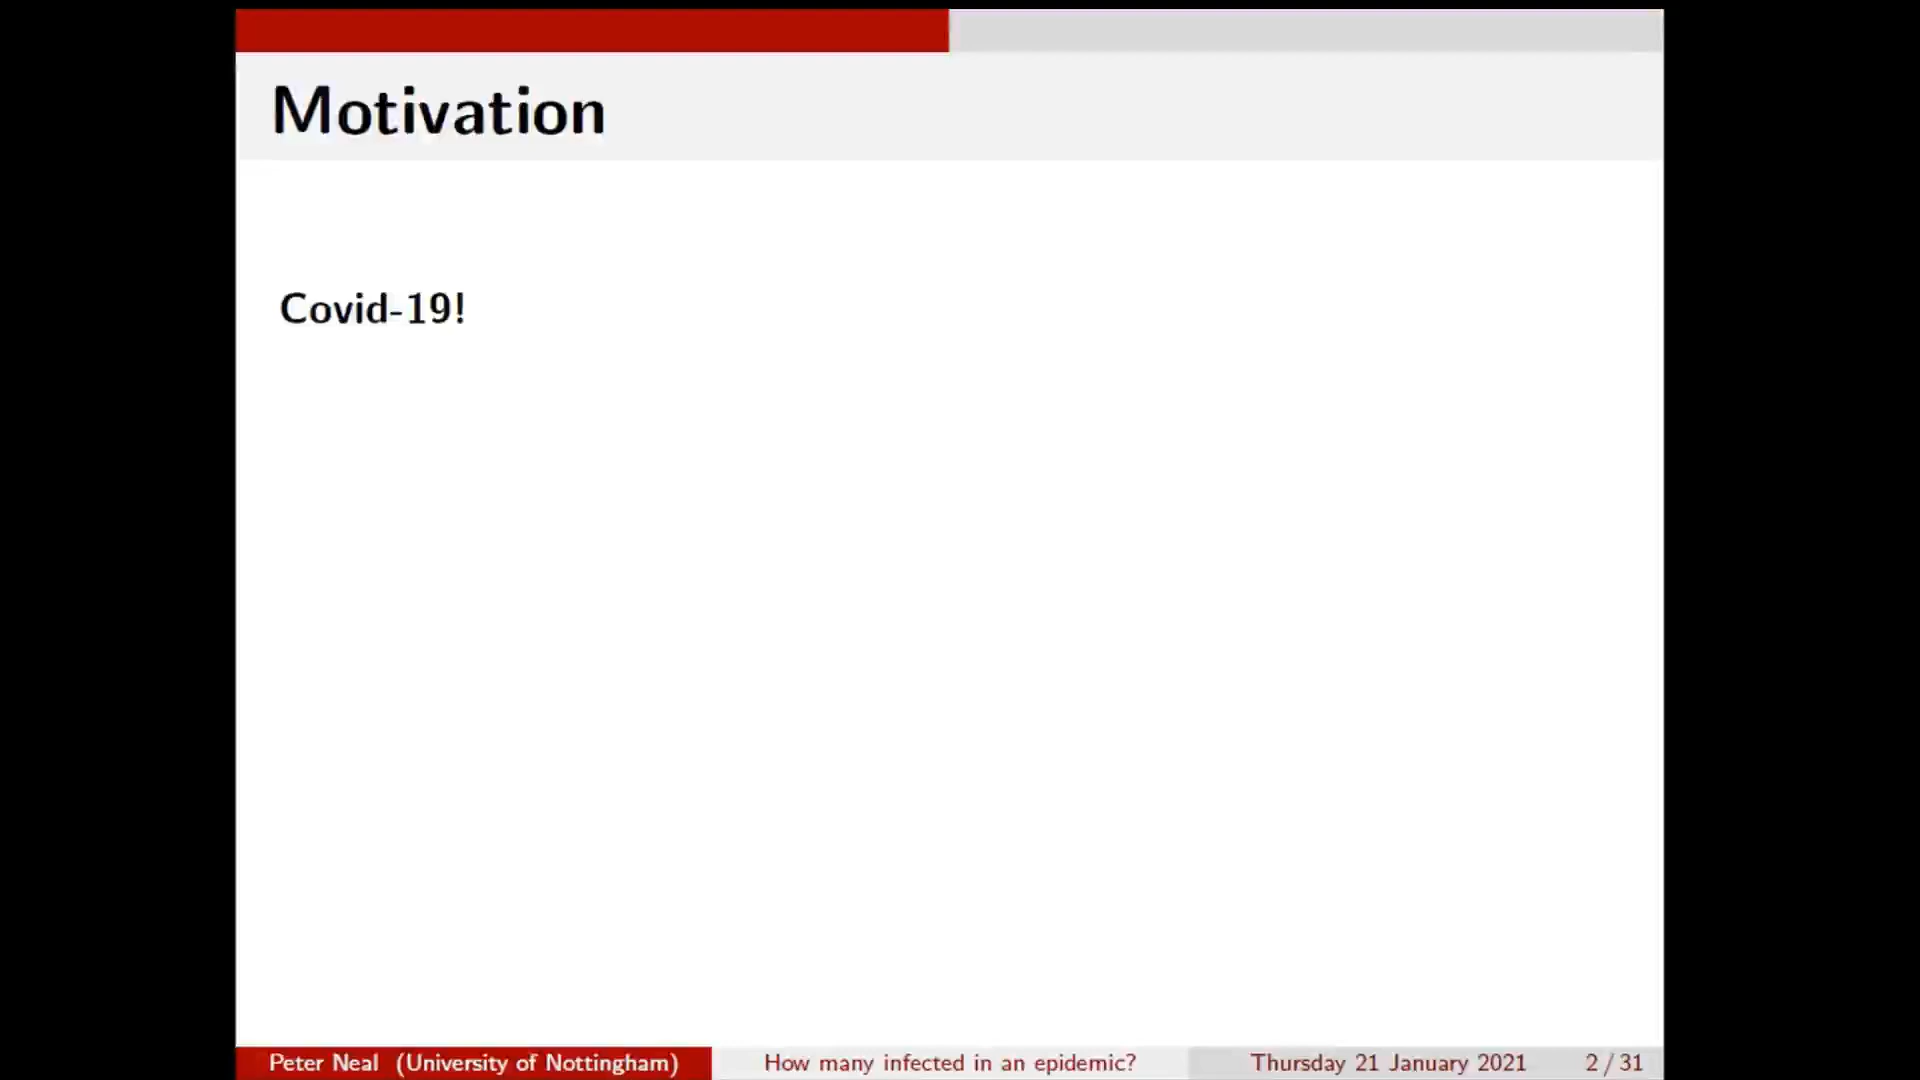 Motivation
Covid-19!
Peter Neal (University of Nottingham) How many infected in an epidemic? Thursday 21 January 2021 2 / 31